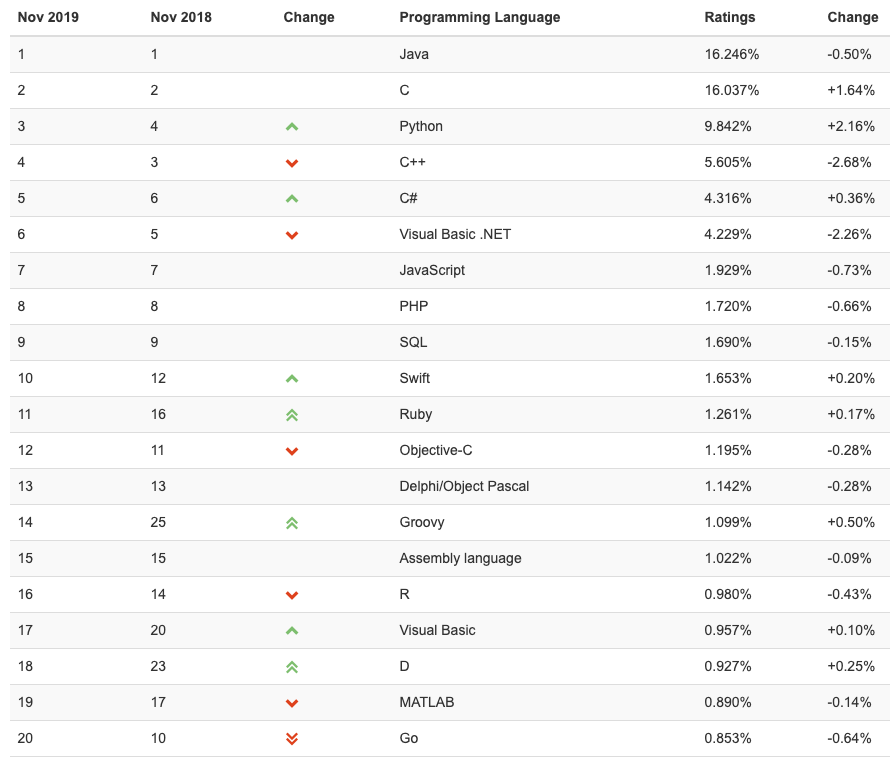 Nov 2019 Nov 2018 Change Programming Language Ratings Change
1 1 Java 16.246% -0.50%
2 2 C 16.037% +1.64%
3 4 Python 9.842% +2.16%
4 3 C++ 5.605% -2.68%
5 6 C# 4.316% +0.36%
6 5 Visual Basic .NET 4.229% -2.26%
7 7 JavaScript 1.929% -0.73%
8 8 PHP 1.720% -0.66%
9 9 SQL 1.690% -0.15%
10 12 Swift 1.653% +0.20%
11 16 Ruby 1.261% +0.17%
12 11 Objective-C 1.195% -0.28%
13 13 Delphi/Object Pascal 1.142% -0.28%
14 25 Groovy 1.099% +0.50%
15 15 Assembly language 1.022% -0.09%
16 14 R 0.980% -0.43%
17 20 Visual Basic 0.957% +0.10%
18 23 D 0.927% +0.25%
19 17 MATLAB 0.890% -0.14%
20 10 Go 0.853% -0.64%